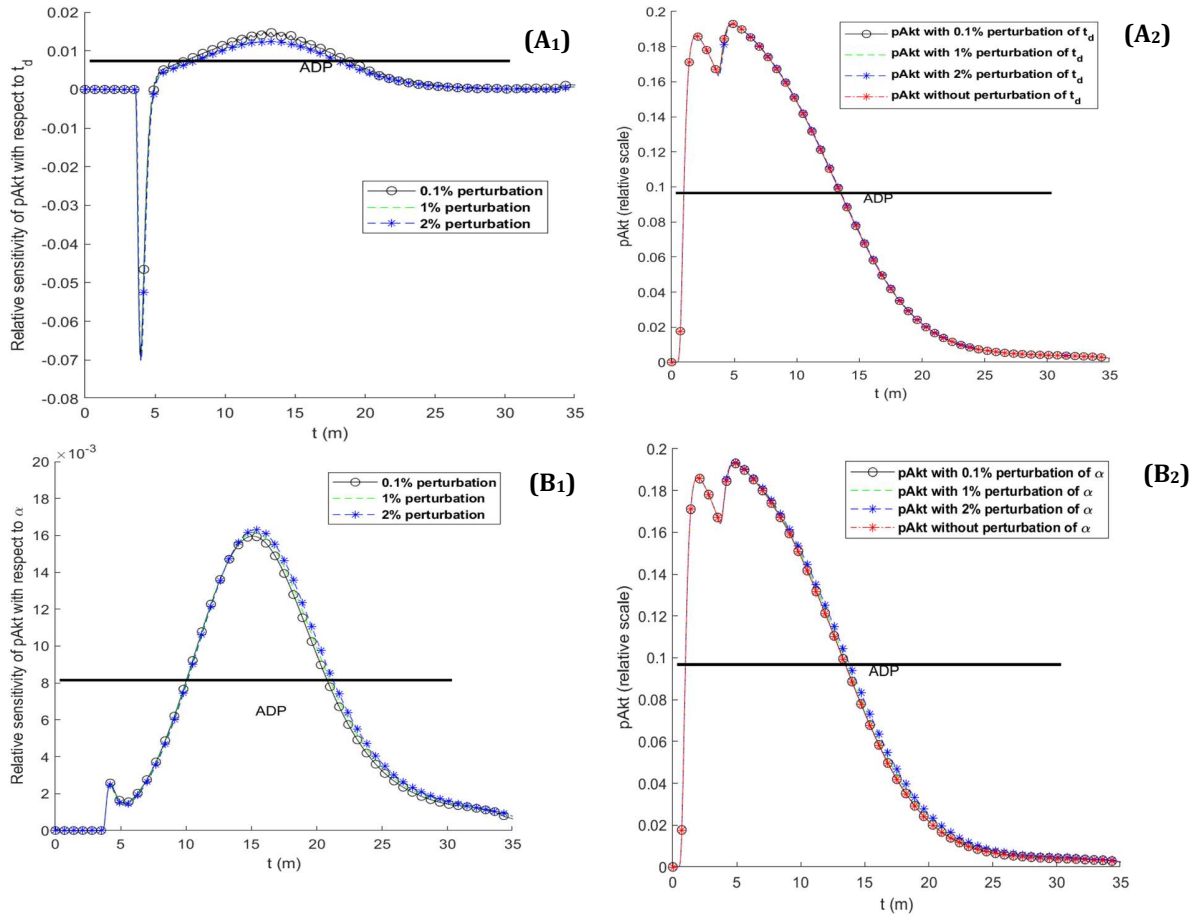 (A1)
Relative sensitivity of pAkt with respect to td
0.02
0.01
0
-0.01
-0.02
-0.03
-0.04
-0.05
-0.06
-0.07
-0.08
ADP
0.1% perturbation
1% perturbation
2% perturbation
0 5 10 15 20 25 30 35
t (m)
(A2)
pAkt (relative scale)
0.2
0.18
0.16
0.14
0.12
0.1
0.08
0.06
0.04
0.02
0
pAkt with 0.1% perturbation of td
pAkt with 1% perturbation of td
pAkt with 2% perturbation of td
pAkt without perturbation of td
ADP
0 5 10 15 20 25 30 35
t (m)
(B1)
Relative sensitivity of pAkt with respect to α
×10-3
20
18
16
14
12
10
8
6
4
2
0
0.1% perturbation
1% perturbation
2% perturbation
ADP
0 5 10 15 20 25 30 35
t (m)
(B2)
pAkt (relative scale)
0.2
0.18
0.16
0.14
0.12
0.1
0.08
0.06
0.04
0.02
0
pAkt with 0.1% perturbation of α
pAkt with 1% perturbation of α
pAkt with 2% perturbation of α
pAkt without perturbation of α
ADP
0 5 10 15 20 25 30 35
t (m)